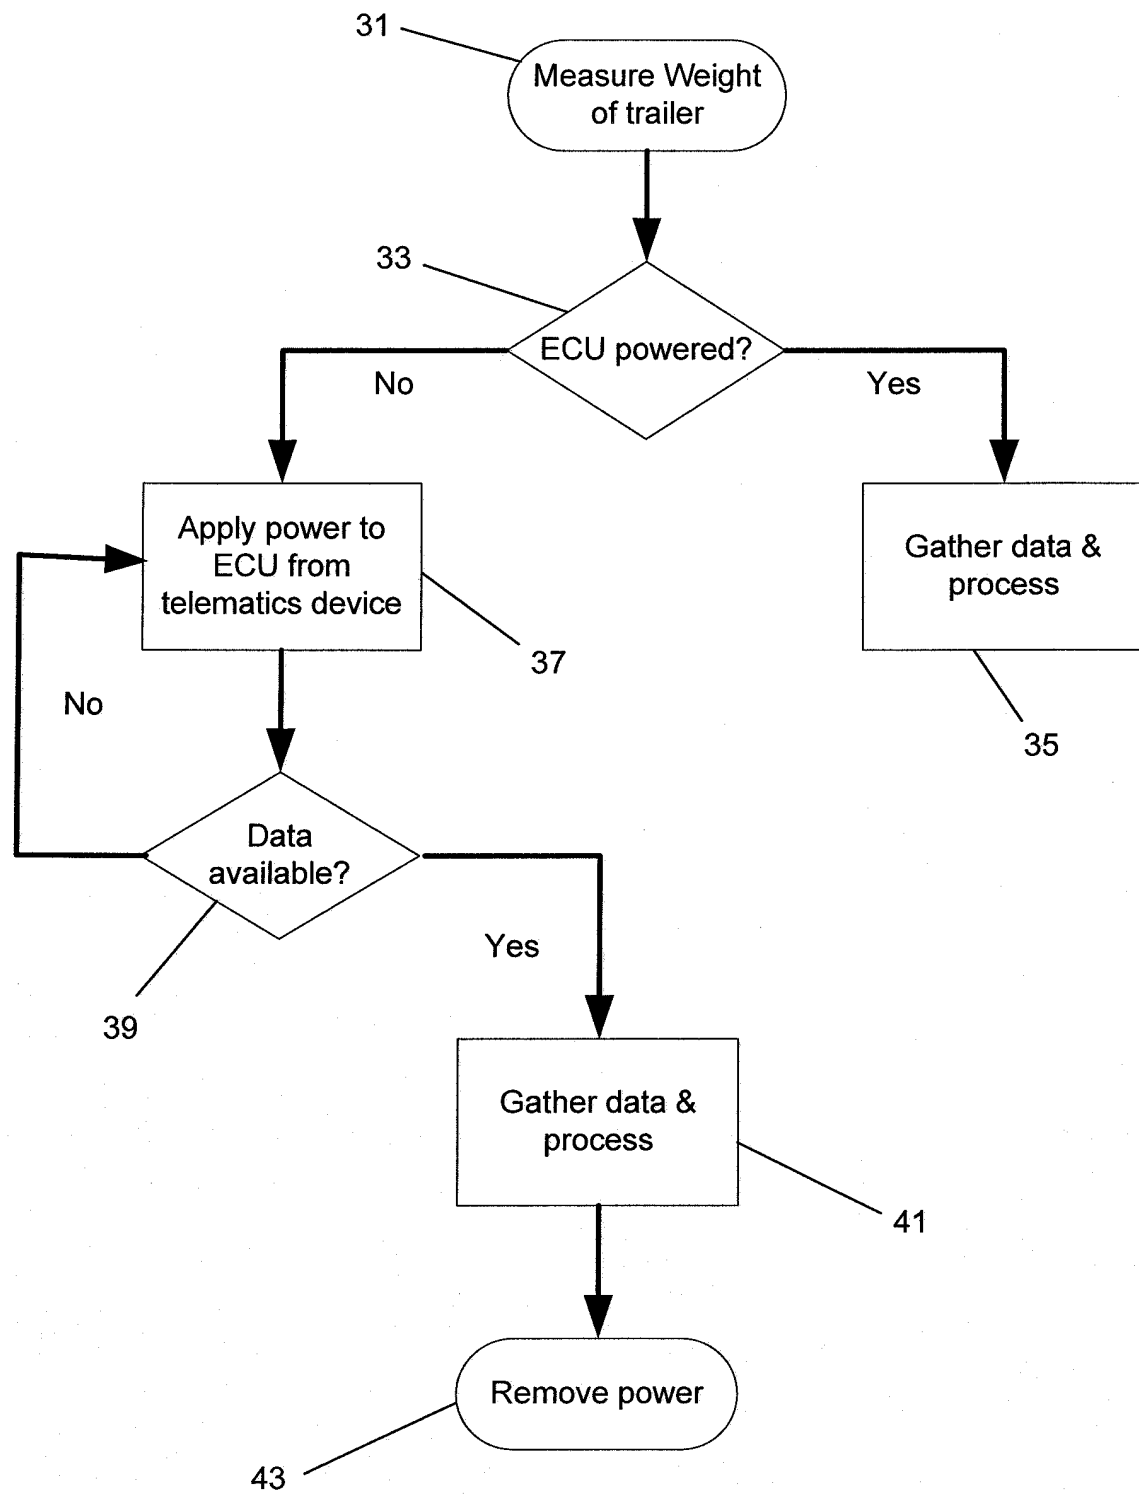 31
Measure Weight
of trailer
33
ECU powered?
No
Yes
Apply power to
ECU from
telematics device
37
Gather data &
process
35
No
Data
available?
39
Yes
Gather data &
process
41
Remove power
43